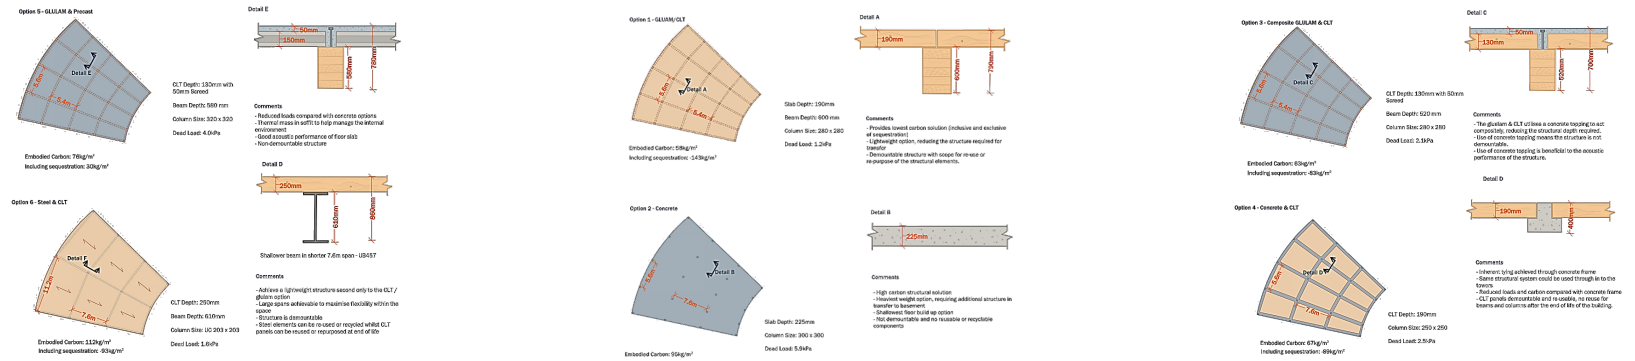 Option 5 - GLULAM & Precast
Detail E
50mm
150mm
580mm
780mm
Detail E
5.6m
5.4m
CLT Depth: 130mm with
50mm Screed
Beam Depth: 580 mm
Column Size: 320 x 320
Dead Load: 4.0kPa
Comments
- Reduced loads compared with concrete options
- Thermal mass in soffit to help manage the internal
environment
- Good acoustic performance of floor slab
- Non-demountable structure
Embodied Carbon: 76kg/m²
Including sequestration: 30kg/m²
Option 6 - Steel & CLT
Detail D
250mm
610mm
860mm
Shallower beam in shorter 7.6m span - UB457
Detail F
11.2m
7.6m
Comments
- Achieve a lightweight structure second only to the CLT /
glulam option
- Large spans achievable to maximise flexibility within the
space
- Structure is demountable
- Steel elements can be re-used or recycled whilst CLT
panels can be reused or repurposed at end of life
CLT Depth: 250mm
Beam Depth: 610mm
Column Size: UC 203 x 203
Dead Load: 1.6kPa
Embodied Carbon: 112kg/m²
Including sequestration: -93kg/m²
Option 1 - GLUAM/CLT
Detail A
190mm
600mm
790mm
Detail A
5.6m
5.4m
Slab Depth: 190mm
Beam Depth: 600 mm
Column Size: 280 x 280
Dead Load: 1.2kPa
Comments
- Provides lowest carbon solution (inclusive and exclusive
of sequestration)
- Lightweight option, reducing the structure required for
transfer
- Demountable structure with scope for re-use or
re-purpose of the structural elements.
Embodied Carbon: 58kg/m²
Including sequestration: -143kg/m²
Option 2 - Concrete
Detail B
225mm
Detail B
5.6m
7.6m
Comments
- High carbon structural solution
- Heaviest weight option, requiring additional structure in
transfer to basement
- Shallowest floor build up option
- Not demountable and no reusable or recyclable
components
Slab Depth: 225mm
Column Size: 300 x 300
Dead Load: 5.9kPa
Embodied Carbon: 95kg/m²
Option 3 - Composite GLULAM & CLT
Detail C
50mm
130mm
520mm
700mm
Detail C
5.6m
5.4m
CLT Depth: 130mm with 50mm
Screed
Beam Depth: 520 mm
Column Size: 280 x 280
Dead Load: 2.1kPa
Comments
- The glualam & CLT utilises a concrete topping to act
compositely, reducing the structural depth required.
- Use of concrete topping means the structure is not
demountable.
- Use of concrete topping is beneficial to the acoustic
performance of the structure.
Embodied Carbon: 63kg/m²
Including sequestration: -83kg/m²
Option 4 - Concrete & CLT
Detail D
190mm
400mm
Detail D
5.6m
7.6m
Comments
- Inherent tying achieved through concrete frame
- Same structural system could be used through in to the
towers
- Reduced loads and carbon compared with concrete frame
- CLT panels demountable and re-usable, no reuse for
beams and columns after the end of life of the building.
CLT Depth: 190mm
Column Size: 250 x 250
Dead Load: 2.5kPa
Embodied Carbon: 67kg/m²
Including sequestration: -89kg/m²